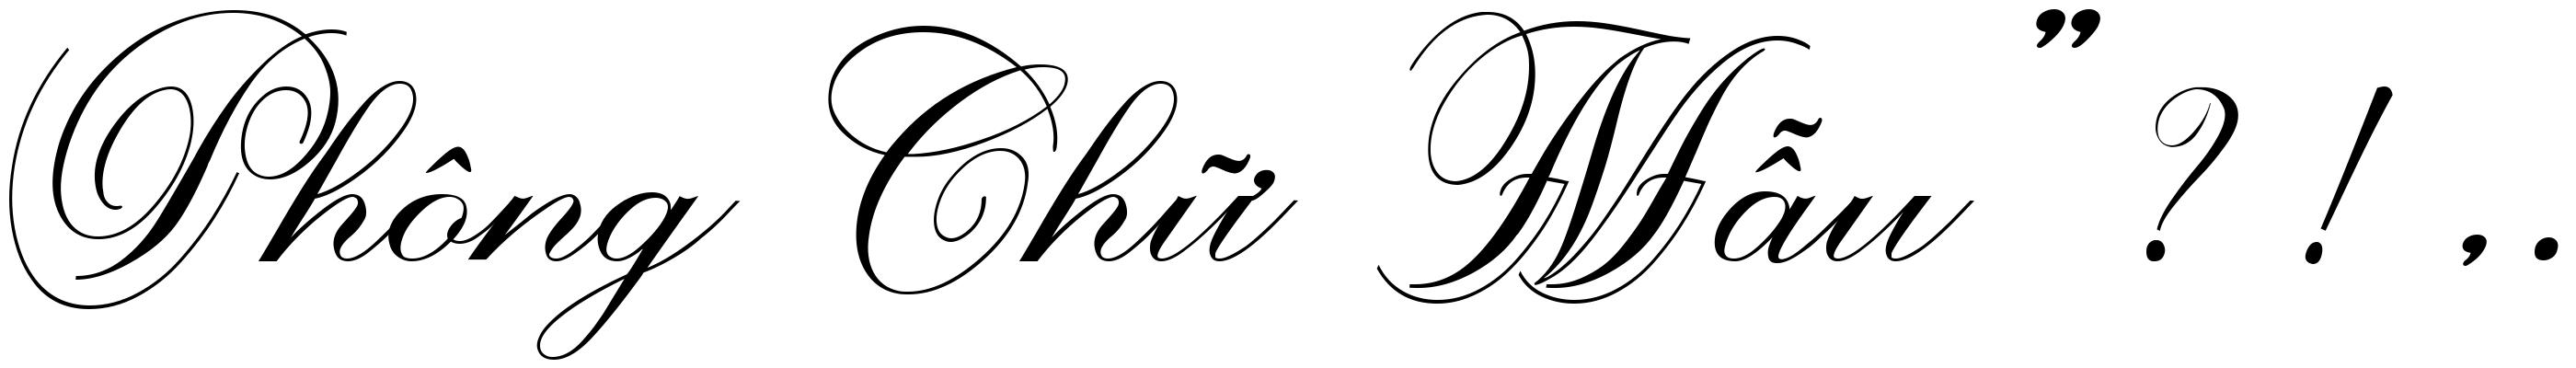 Phông Chữ Mẫu ” ? ! , .